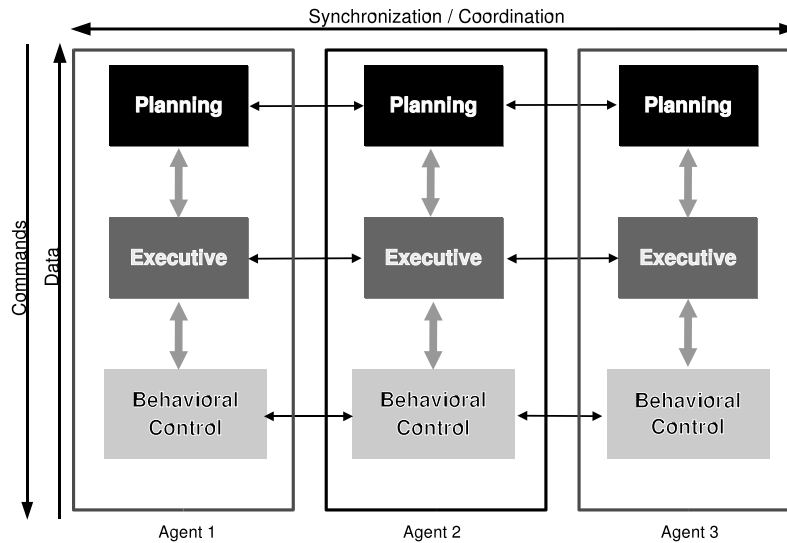 Synchronization / Coordination
Planning
Planning
Planning
Commands
Data
Executive
Executive
Executive
Behavioral
Control
Behavioral
Control
Behavioral
Control
Agent 1
Agent 2
Agent 3